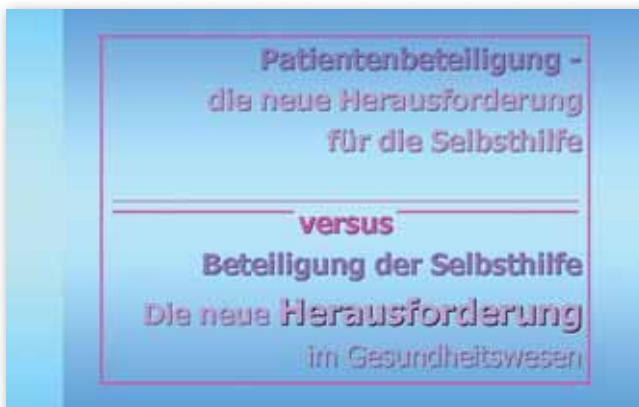 Patientenbeteiligung -
die neue Herausforderung
für die Selbsthilfe
versus
Beteiligung der Selbsthilfe
Die neue Herausforderung
im Gesundheitswesen